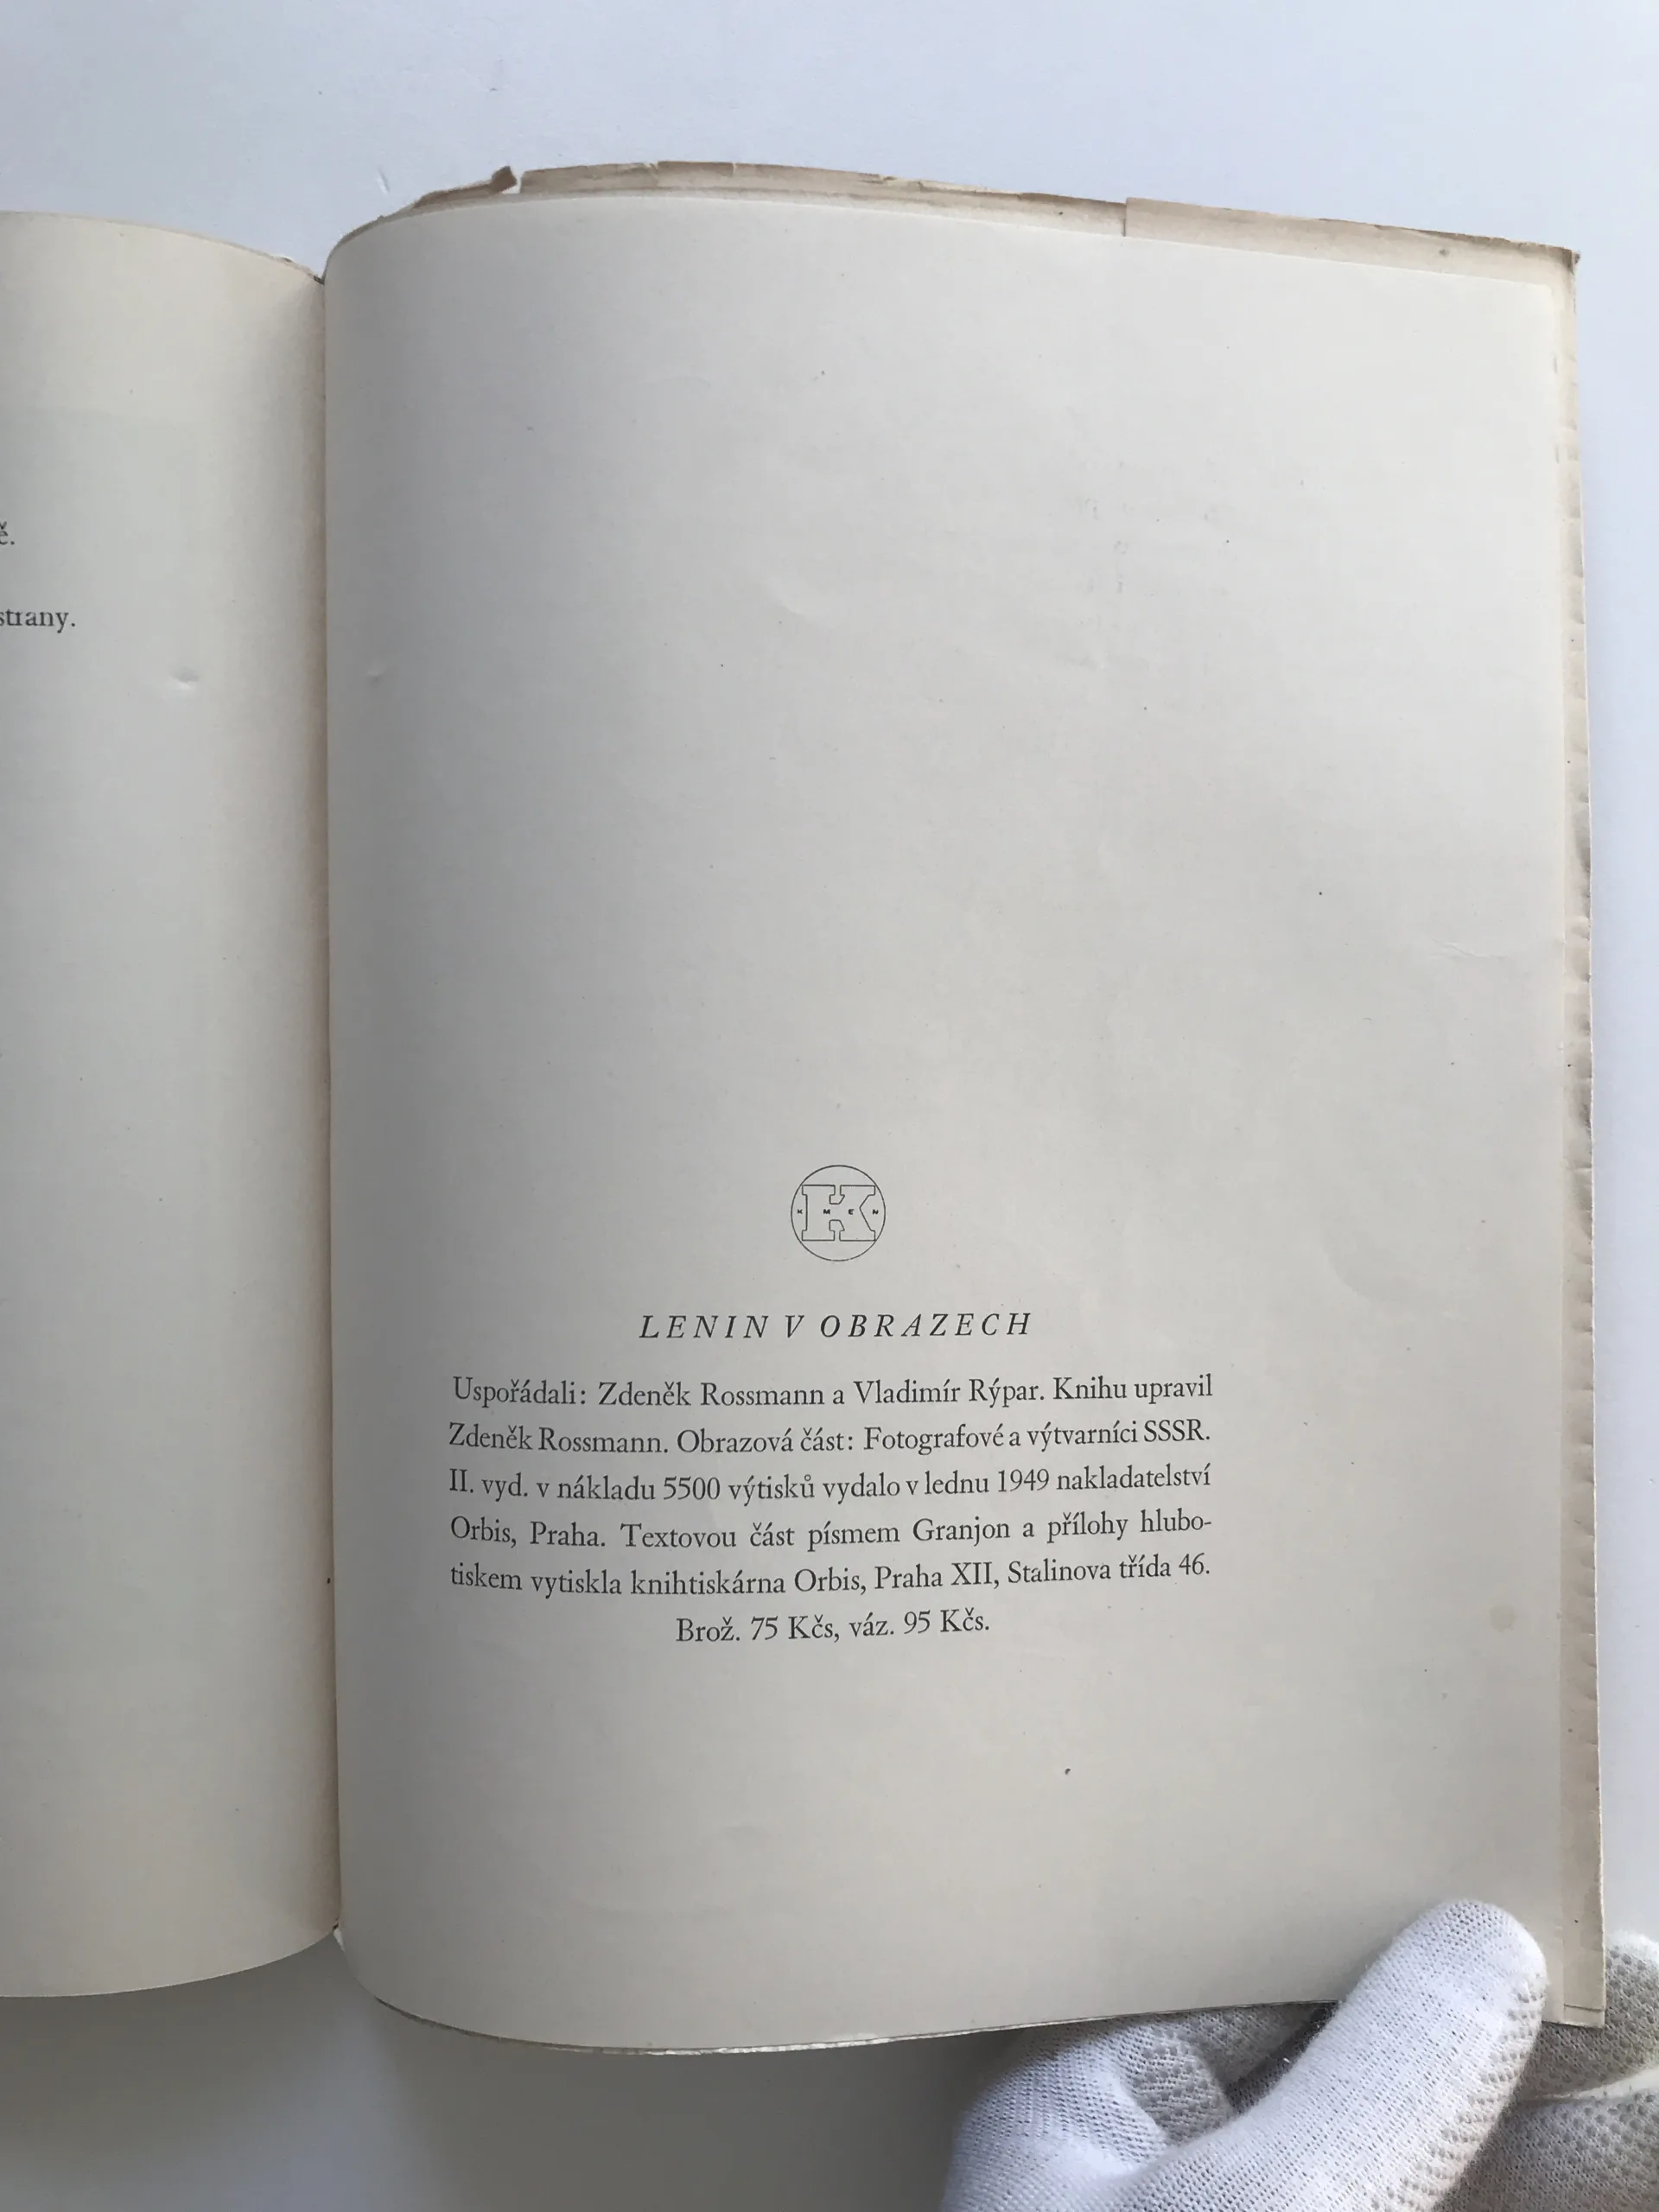 ě.
strany.
K M E N
LENIN V OBRAZECH
Uspořádali: Zdeněk Rossmann a Vladimír Rýpar. Knihu upravil
Zdeněk Rossmann. Obrazová část: Fotografové a výtvarníci SSSR.
II. vyd. v nákladu 5500 výtisků vydalo v lednu 1949 nakladatelství
Orbis, Praha. Textovou část písmem Granjon a přílohy hlubo-
tiskem vytiskla knihtiskárna Orbis, Praha XII, Stalinova třída 46.
Brož. 75 Kčs, váz. 95 Kčs.